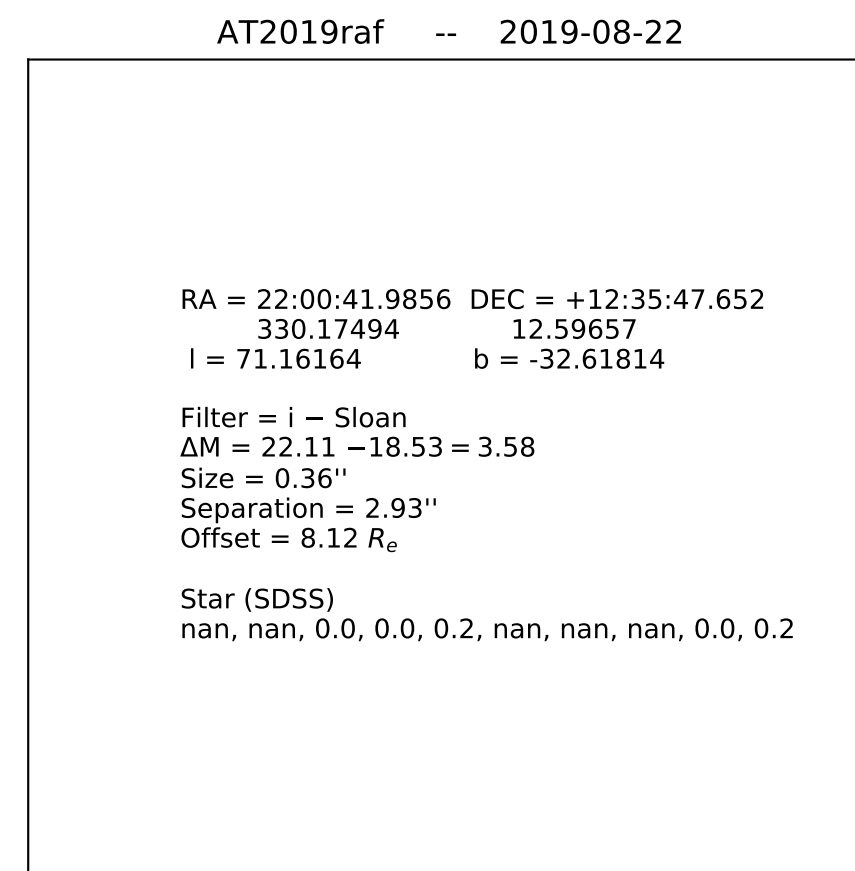 AT2019raf -- 2019-08-22
RA = 22:00:41.9856 DEC = +12:35:47.652
330.17494 12.59657
l = 71.16164 b = -32.61814
Filter = i − Sloan
ΔM = 22.11 −18.53 = 3.58
Size = 0.36''
Separation = 2.93''
Offset = 8.12 Rₑ
Star (SDSS)
nan, nan, 0.0, 0.0, 0.2, nan, nan, nan, 0.0, 0.2